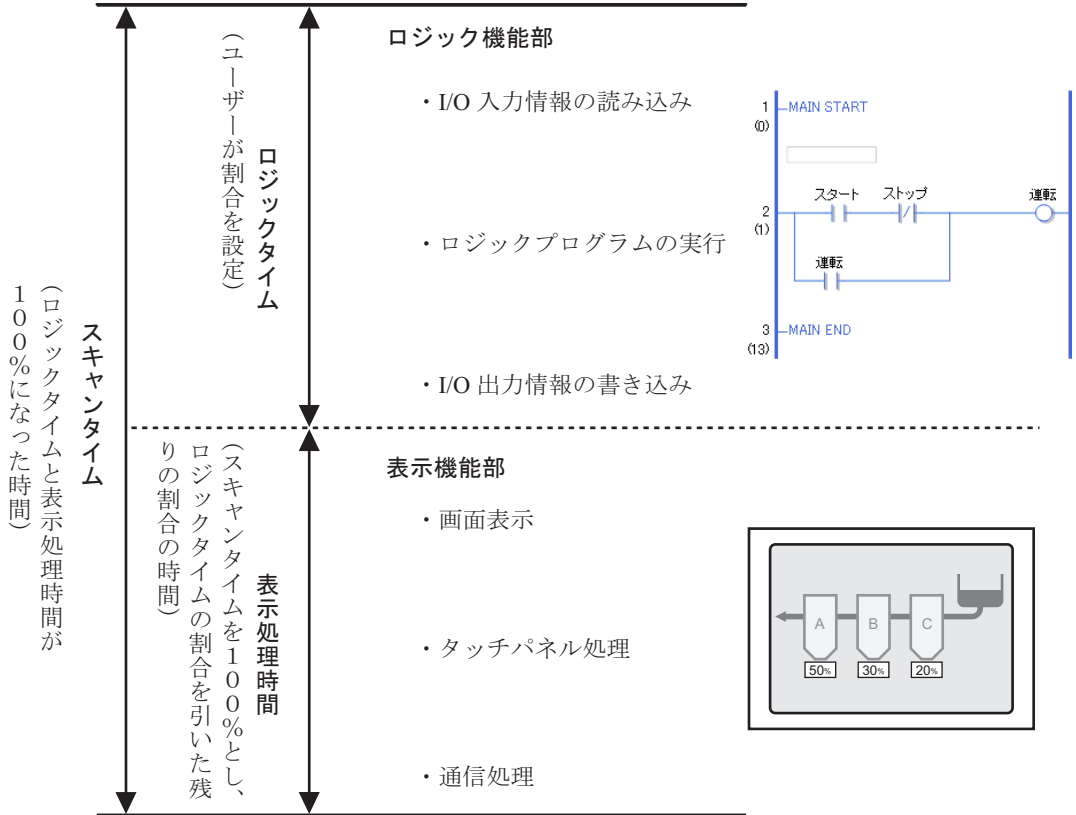 スキャンタイム
(ロジックタイムと表示処理時間が
100%になった時間)
ロジックタイム
(ユーザーが割合を設定)
ロジック機能部
・I/O 入力情報の読み込み
・ロジックプログラムの実行
・I/O 出力情報の書き込み
1
(0)
MAIN START
スタート ストップ 運転
2
(1)
運転
3
(13)
MAIN END
表示処理時間
(スキャンタイムを100%とし、
ロジックタイムの割合を引いた残
りの割合の時間)
表示機能部
・画面表示
・タッチパネル処理
・通信処理
A B C
50% 30% 20%